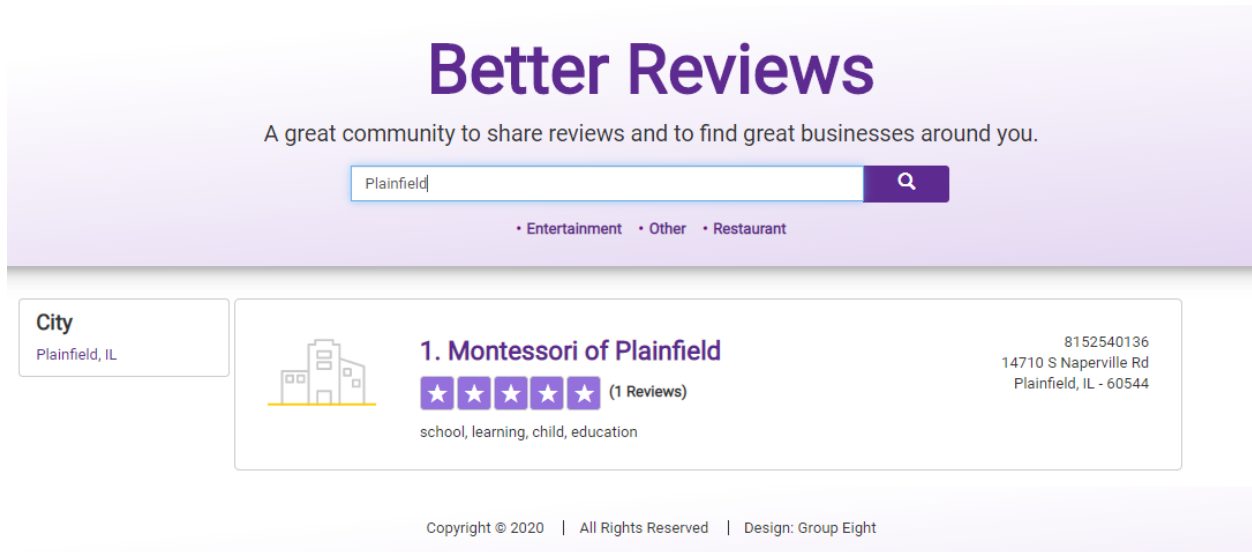 Better Reviews
A great community to share reviews and to find great businesses around you.
Plainfield
• Entertainment • Other • Restaurant
City
Plainfield, IL
1. Montessori of Plainfield
(1 Reviews)
school, learning, child, education
8152540136
14710 S Naperville Rd
Plainfield, IL - 60544
Copyright © 2020 | All Rights Reserved | Design: Group Eight